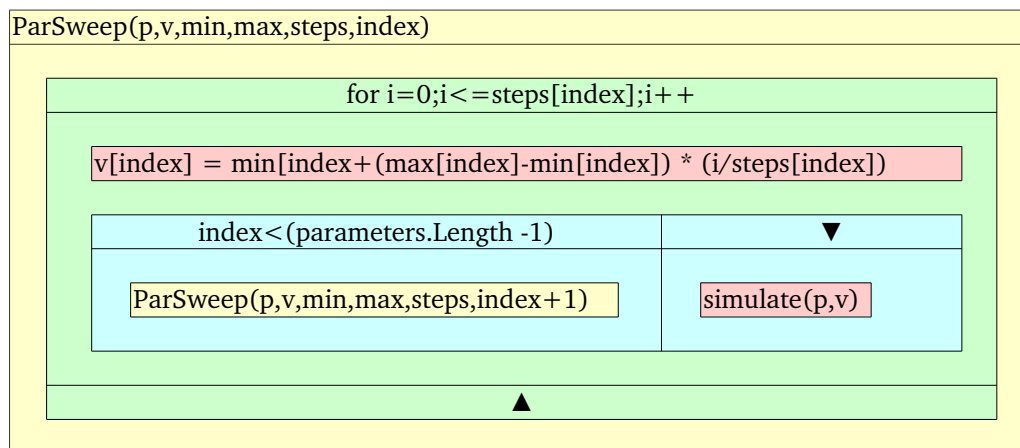 ParSweep(p,v,min,max,steps,index)
for i=0;i<=steps[index];i++
v[index] = min[index+(max[index]-min[index]) * (i/steps[index])
index<(parameters.Length -1) ▼
ParSweep(p,v,min,max,steps,index+1) simulate(p,v)
▲